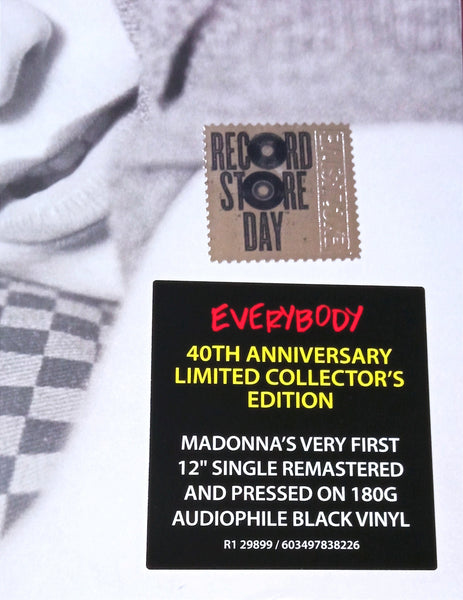 RECORD
STORE
DAY
EXCLUSIVE
EVERYBODY
40TH ANNIVERSARY
LIMITED COLLECTOR'S
EDITION
MADONNA'S VERY FIRST
12" SINGLE REMASTERED
AND PRESSED ON 180G
AUDIOPHILE BLACK VINYL
R1 29899 / 603497838226